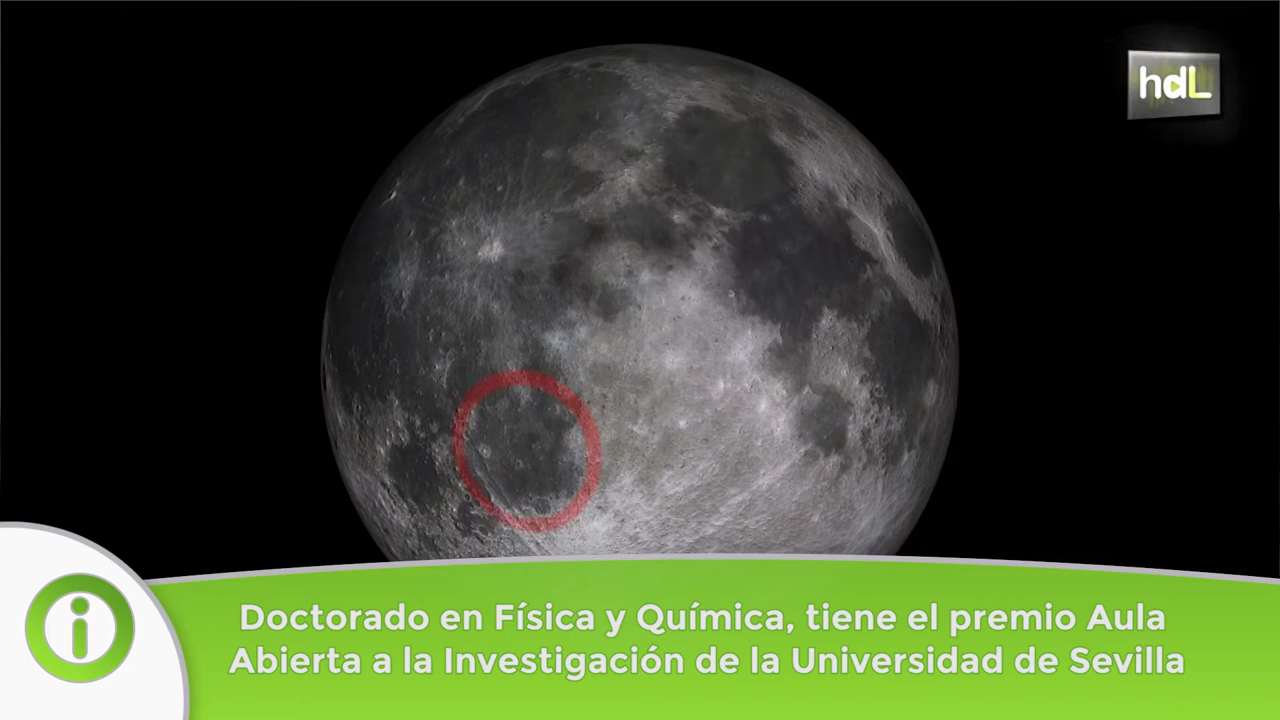 hdL
Doctorado en Física y Química, tiene el premio Aula
Abierta a la Investigación de la Universidad de Sevilla